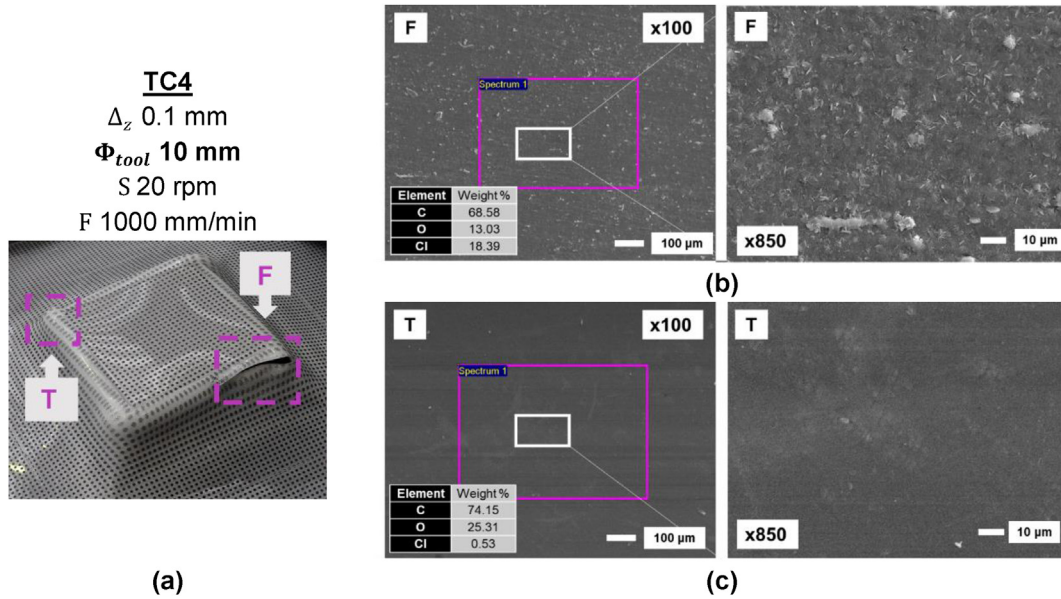 TC4
Δz 0.1 mm
Φtool 10 mm
S 20 rpm
F 1000 mm/min
F
T
(a)
F
x100
Spectrum 1
Element Weight %
C 68.58
O 13.03
Cl 18.39
100 µm
F
x850
10 µm
(b)
T
x100
Spectrum 1
Element Weight %
C 74.15
O 25.31
Cl 0.53
100 µm
T
x850
10 µm
(c)